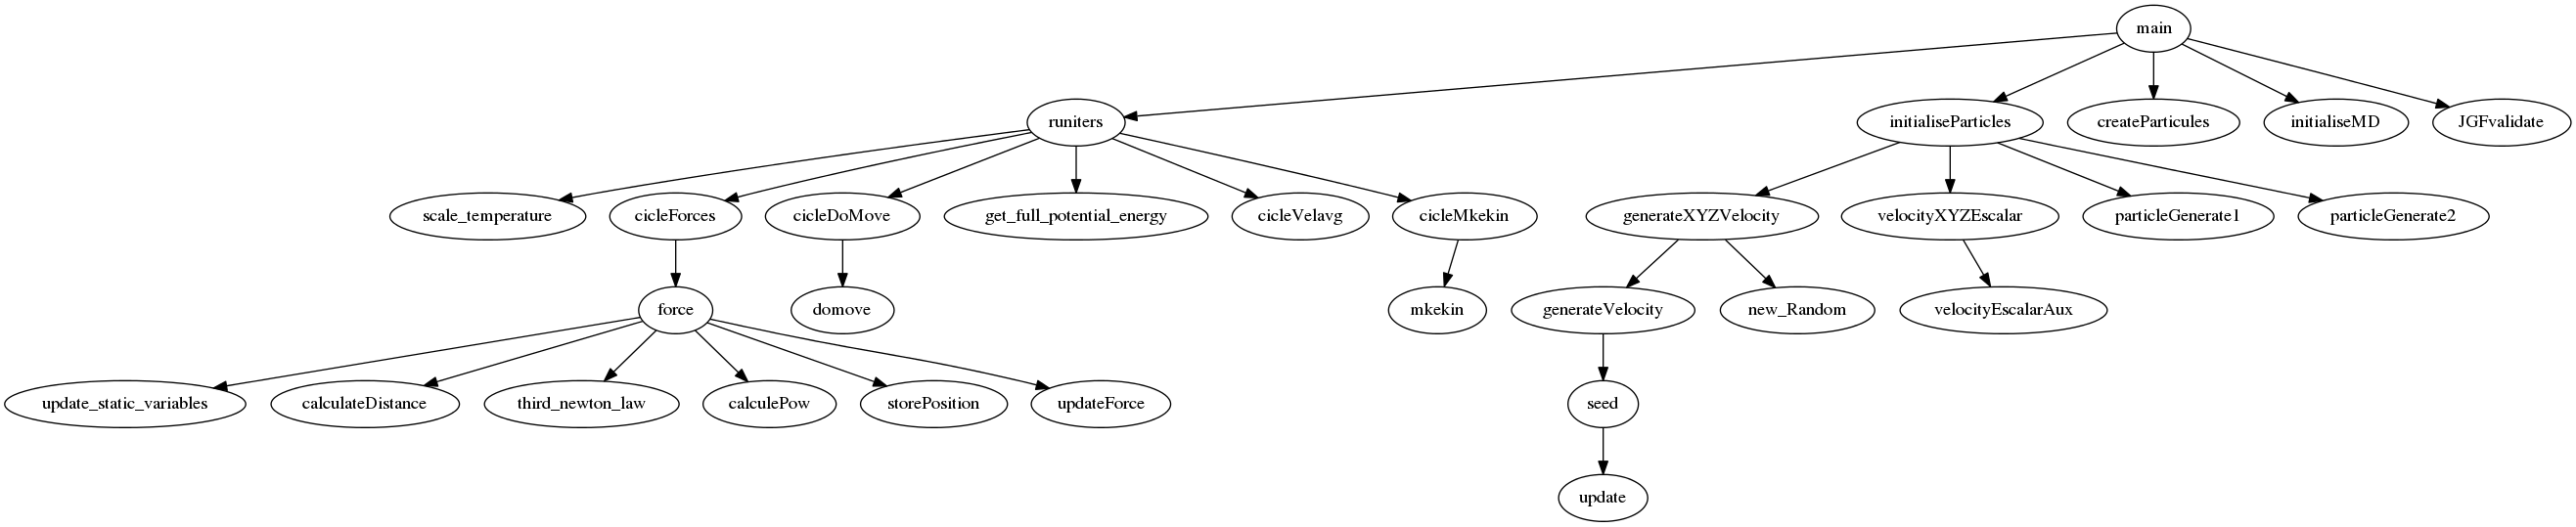 main
runiters
initialiseParticles
createParticules
initialiseMD
JGFvalidate
scale_temperature
cicleForces
cicleDoMove
get_full_potential_energy
cicleVelavg
cicleMkekin
generateXYZVelocity
velocityXYZEscalar
particleGenerate1
particleGenerate2
force
domove
mkekin
generateVelocity
new_Random
velocityEscalarAux
update_static_variables
calculateDistance
third_newton_law
calculePow
storePosition
updateForce
seed
update